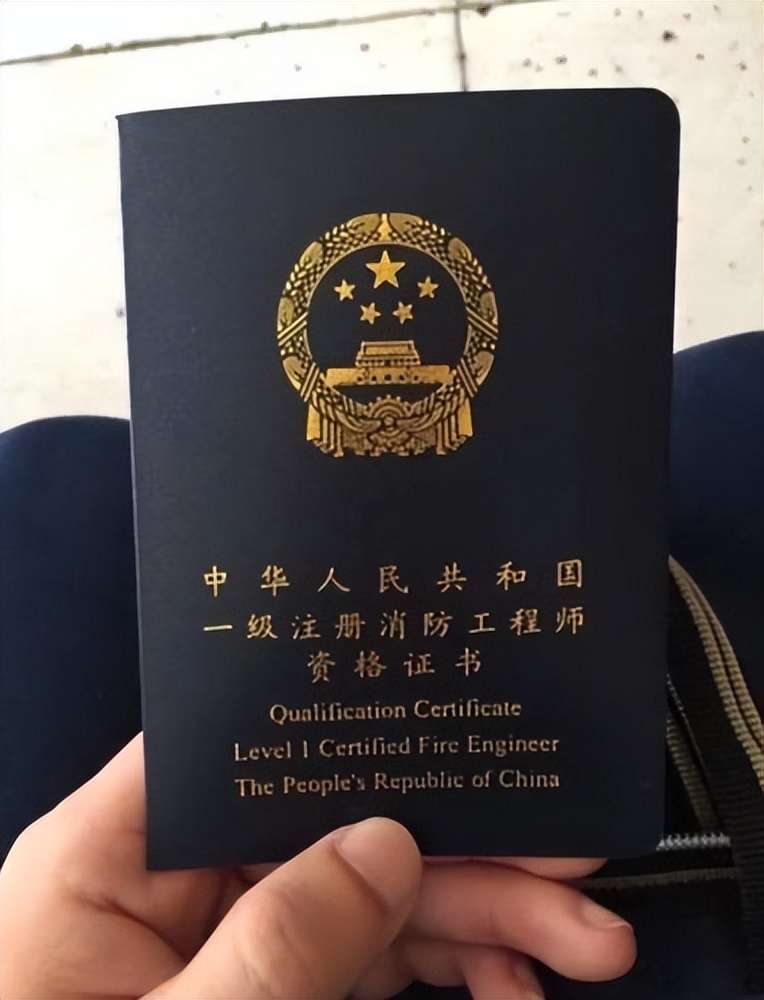 中华人民共和国
一级注册消防工程师
资格证书
Qualification Certificate
Level 1 Certified Fire Engineer
The People's Republic of China